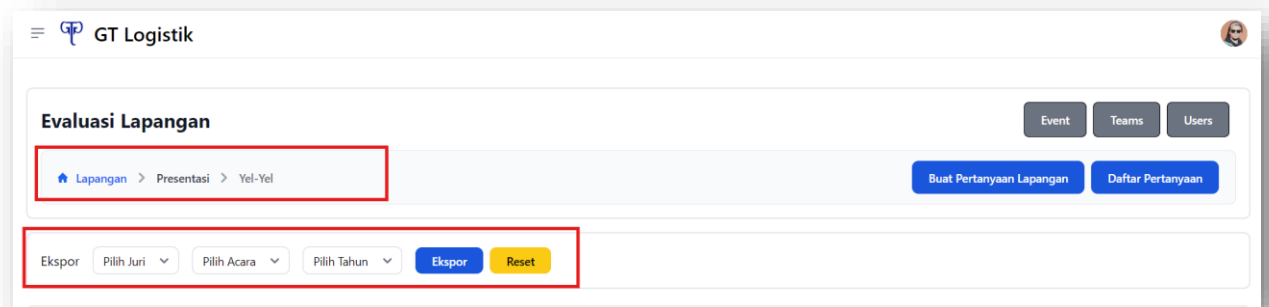 GT Logistik
Evaluasi Lapangan
Event Teams Users
Lapangan > Presentasi > Yel-Yel
Buat Pertanyaan Lapangan Daftar Pertanyaan
Ekspor Pilih Juri Pilih Acara Pilih Tahun Ekspor Reset